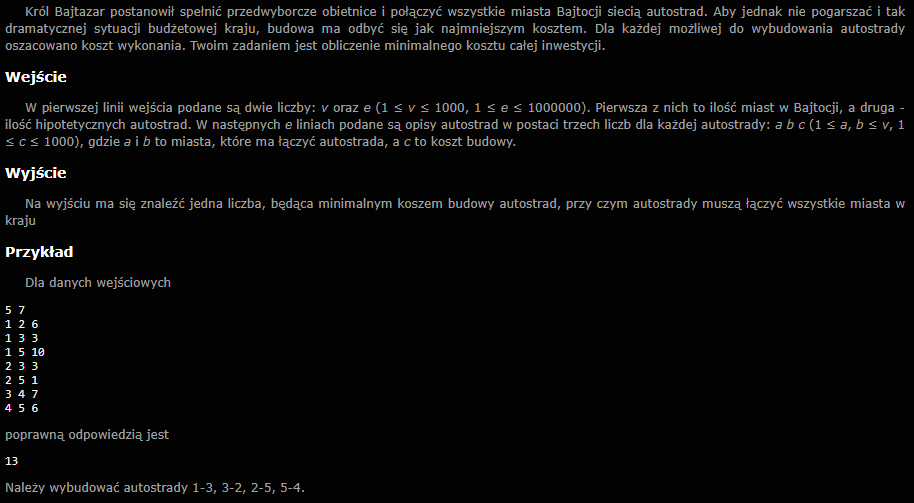 Król Bajtazar postanowił spełnić przedwyborcze obietnice i połączyć wszystkie miasta Bajtocji siecią autostrad. Aby jednak nie pogarszać i tak
dramatycznej sytuacji budżetowej kraju, budowa ma odbyć się jak najmniejszym kosztem. Dla każdej możliwej do wybudowania autostrady
oszacowano koszt wykonania. Twoim zadaniem jest obliczenie minimalnego kosztu całej inwestycji.
Wejście
W pierwszej linii wejścia podane są dwie liczby: v oraz e (1 ≤ v ≤ 1000, 1 ≤ e ≤ 1000000). Pierwsza z nich to ilość miast w Bajtocji, a druga -
ilość hipotetycznych autostrad. W następnych e liniach podane są opisy autostrad w postaci trzech liczb dla każdej autostrady: a b c (1 ≤ a, b ≤ v, 1
≤ c ≤ 1000), gdzie a i b to miasta, które ma łączyć autostrada, a c to koszt budowy.
Wyjście
Na wyjściu ma się znaleźć jedna liczba, będąca minimalnym koszem budowy autostrad, przy czym autostrady muszą łączyć wszystkie miasta w
kraju
Przykład
Dla danych wejściowych
5 7
1 2 6
1 3 3
1 5 10
2 3 3
2 5 1
3 4 7
4 5 6
poprawną odpowiedzią jest
13
Należy wybudować autostrady 1-3, 3-2, 2-5, 5-4.